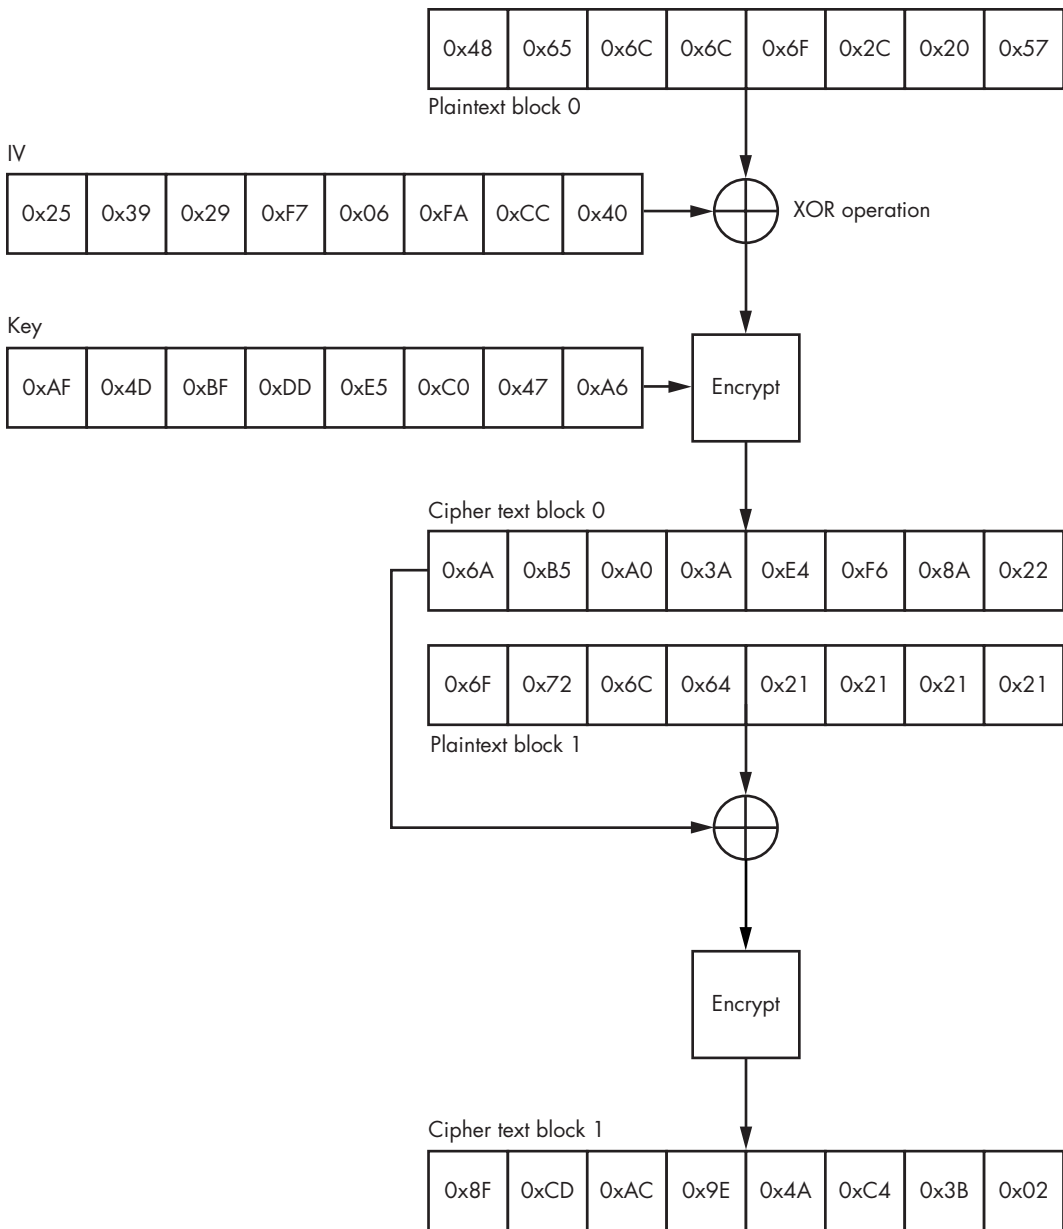 0x48 0x65 0x6C 0x6C 0x6F 0x2C 0x20 0x57
Plaintext block 0
IV
0x25 0x39 0x29 0xF7 0x06 0xFA 0xCC 0x40
XOR operation
Key
0xAF 0x4D 0xBF 0xDD 0xE5 0xC0 0x47 0xA6
Encrypt
Cipher text block 0
0x6A 0xB5 0xA0 0x3A 0xE4 0xF6 0x8A 0x22
0x6F 0x72 0x6C 0x64 0x21 0x21 0x21 0x21
Plaintext block 1
Encrypt
Cipher text block 1
0x8F 0xCD 0xAC 0x9E 0x4A 0xC4 0x3B 0x02